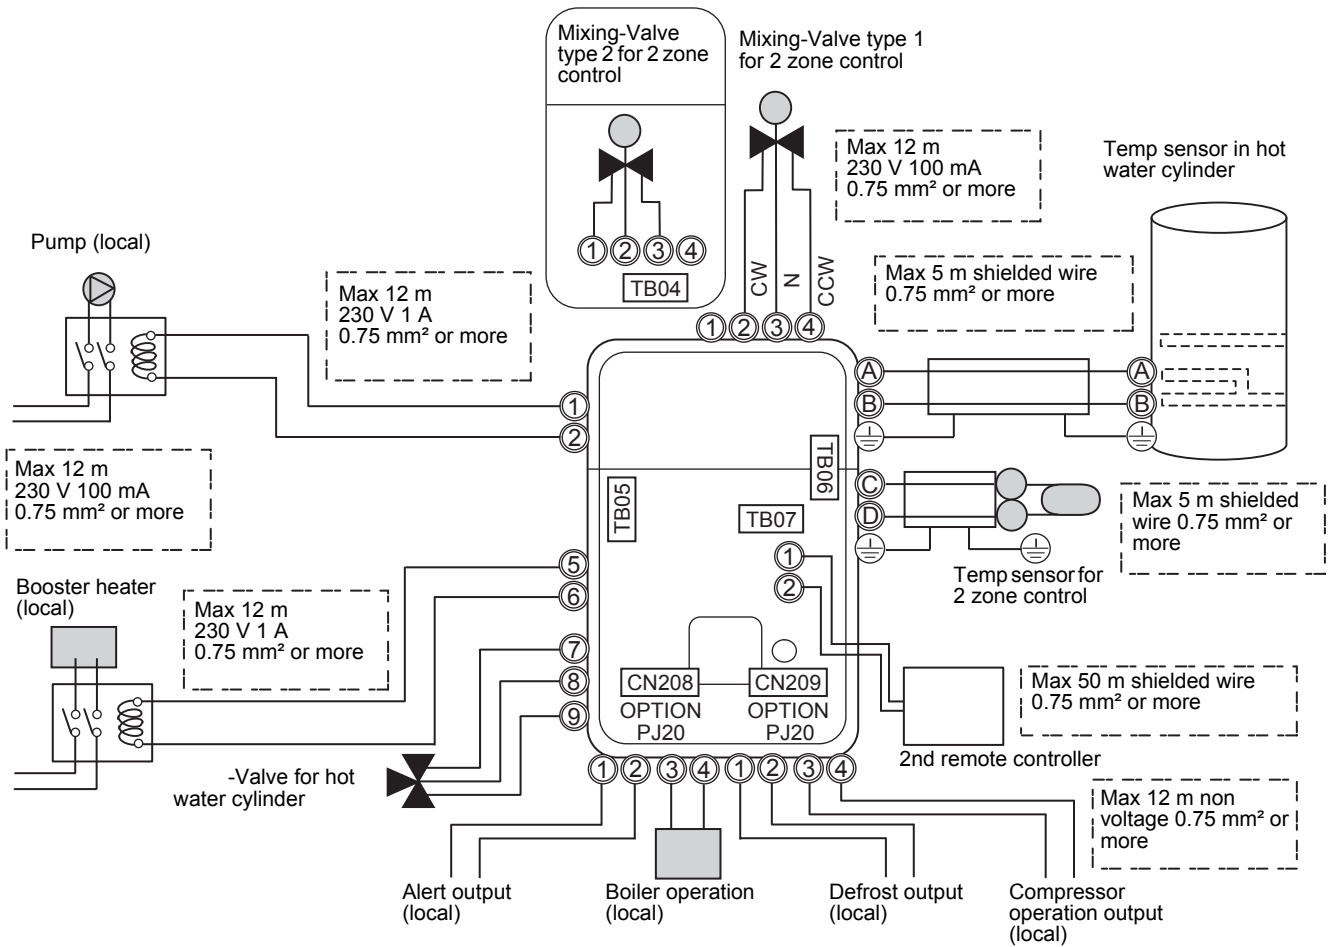 Mixing-Valve
type 2 for 2 zone
control
1 2 3 4
TB04
Mixing-Valve type 1
for 2 zone control
CW
N
CCW
1 2 3 4
Max 12 m
230 V 100 mA
0.75 mm² or more
Temp sensor in hot
water cylinder
Pump (local)
Max 12 m
230 V 1 A
0.75 mm² or more
Max 5 m shielded wire
0.75 mm² or more
1
2
A
B
A
B
Max 12 m
230 V 100 mA
0.75 mm² or more
TB05
TB06
TB07
C
D
Max 5 m shielded
wire 0.75 mm² or
more
Temp sensor for
2 zone control
1
2
5
6
7
8
9
Booster heater
(local)
Max 12 m
230 V 1 A
0.75 mm² or more
CN208
OPTION
PJ20
CN209
OPTION
PJ20
Max 50 m shielded wire
0.75 mm² or more
2nd remote controller
-Valve for hot
water cylinder
1 2 3 4 1 2 3 4
Max 12 m non
voltage 0.75 mm² or
more
Alert output
(local)
Boiler operation
(local)
Defrost output
(local)
Compressor
operation output
(local)